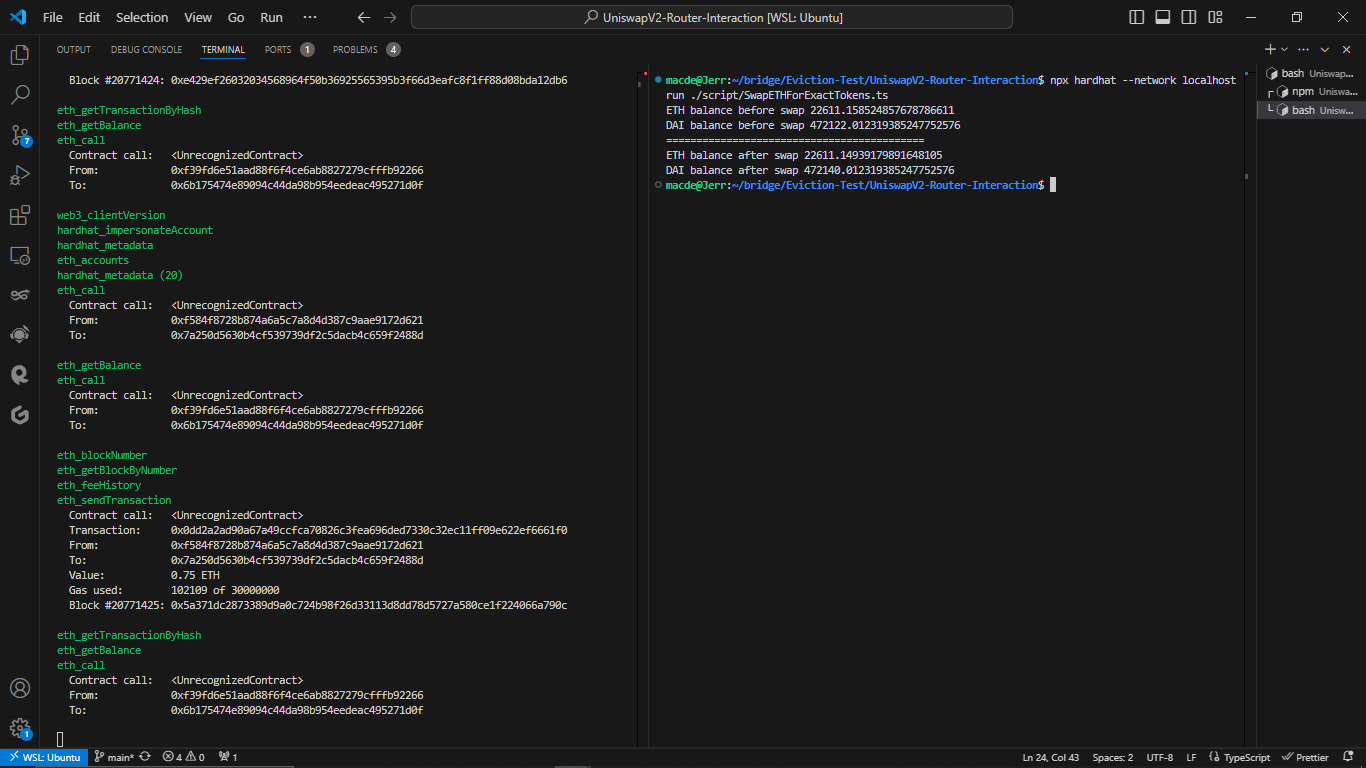 File Edit Selection View Go Run ··· UniswapV2-Router-Interaction [WSL: Ubuntu]
OUTPUT DEBUG CONSOLE TERMINAL PORTS 1 PROBLEMS 4
Block #20771424: 0xe429ef26032034568964f50b36925565395b3f66d3eafc8f1ff88d08bda12db6
eth_getTransactionByHash
eth_getBalance
eth_call
Contract call: <UnrecognizedContract>
From: 0xf39fd6e51aad88f6f4ce6ab8827279cfffb92266
To: 0x6b175474e89094c44da98b954eedeac495271d0f
web3_clientVersion
hardhat_impersonateAccount
hardhat_metadata
eth_accounts
hardhat_metadata (20)
eth_call
Contract call: <UnrecognizedContract>
From: 0xf584f8728b874a6a5c7a8d4d387c9aae9172d621
To: 0x7a250d5630b4cf539739df2c5dacb4c659f2488d
eth_getBalance
eth_call
Contract call: <UnrecognizedContract>
From: 0xf39fd6e51aad88f6f4ce6ab8827279cfffb92266
To: 0x6b175474e89094c44da98b954eedeac495271d0f
eth_blockNumber
eth_getBlockByNumber
eth_feeHistory
eth_sendTransaction
Contract call: <UnrecognizedContract>
Transaction: 0x0dd2a2ad90a67a49ccfca70826c3fea696ded7330c32ec11ff09e622ef6661f0
From: 0xf584f8728b874a6a5c7a8d4d387c9aae9172d621
To: 0x7a250d5630b4cf539739df2c5dacb4c659f2488d
Value: 0.75 ETH
Gas used: 102109 of 30000000
Block #20771425: 0x5a371dc2873389d9a0c724b98f26d33113d8dd78d5727a580ce1f224066a790c
eth_getTransactionByHash
eth_getBalance
eth_call
Contract call: <UnrecognizedContract>
From: 0xf39fd6e51aad88f6f4ce6ab8827279cfffb92266
To: 0x6b175474e89094c44da98b954eedeac495271d0f
macde@Jerr:~/bridge/Eviction-Test/UniswapV2-Router-Interaction$ npx hardhat --network localhost
run ./script/SwapETHForExactTokens.ts
ETH balance before swap 22611.158524857678786611
DAI balance before swap 472122.012319385247752576
===========================================
ETH balance after swap 22611.14939179891648105
DAI balance after swap 472140.012319385247752576
macde@Jerr:~/bridge/Eviction-Test/UniswapV2-Router-Interaction$
bash Uniswap...
npm Uniswa...
bash Unisw...
7
1
WSL: Ubuntu main* 4 0 1 Ln 24, Col 43 Spaces: 2 UTF-8 LF TypeScript Prettier